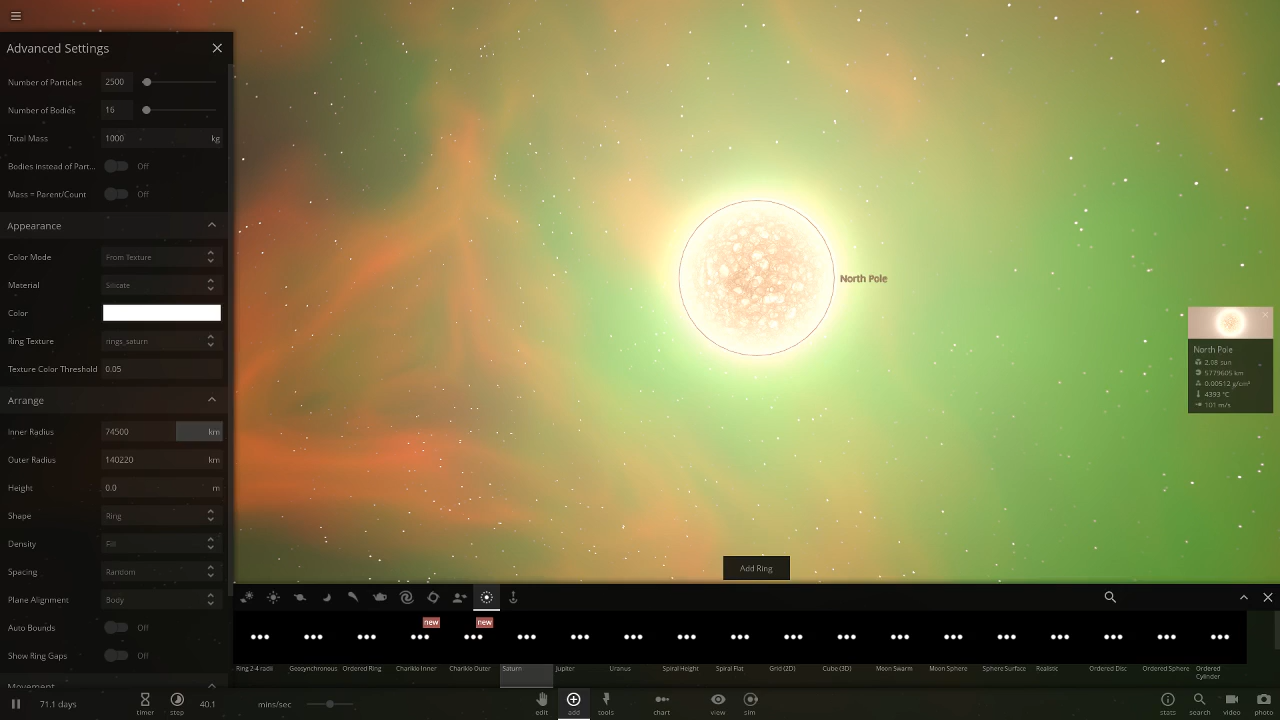 Advanced Settings
Number of Particles 2500
Number of Bodies 16
Total Mass 1000 kg
Bodies instead of Part... Off
Mass = Parent/Count Off
Appearance
Color Mode From Texture
Material Silicate
Color
Ring Texture rings_saturn
Texture Color Threshold 0.05
Arrange
Inner Radius 74500 km
Outer Radius 140220 km
Height 0.0 m
Shape Ring
Density Fill
Spacing Random
Plane Alignment Body
Auto Bounds Off
Show Ring Gaps Off
Movement
North Pole
North Pole
2.08 sun
5779605 km
0.00512 g/cm³
4393 °C
101 m/s
Add Ring
new new
Ring 2-4 radii Geosynchronous Ordered Ring Chariklo Inner Chariklo Outer Saturn Jupiter Uranus Spiral Height Spiral Flat Grid (2D) Cube (3D) Moon Swarm Moon Sphere Sphere Surface Realistic Ordered Disc Ordered Sphere Ordered Cylinder
71.1 days timer step 40.1 mins/sec edit add tools chart view sim stats search video photo